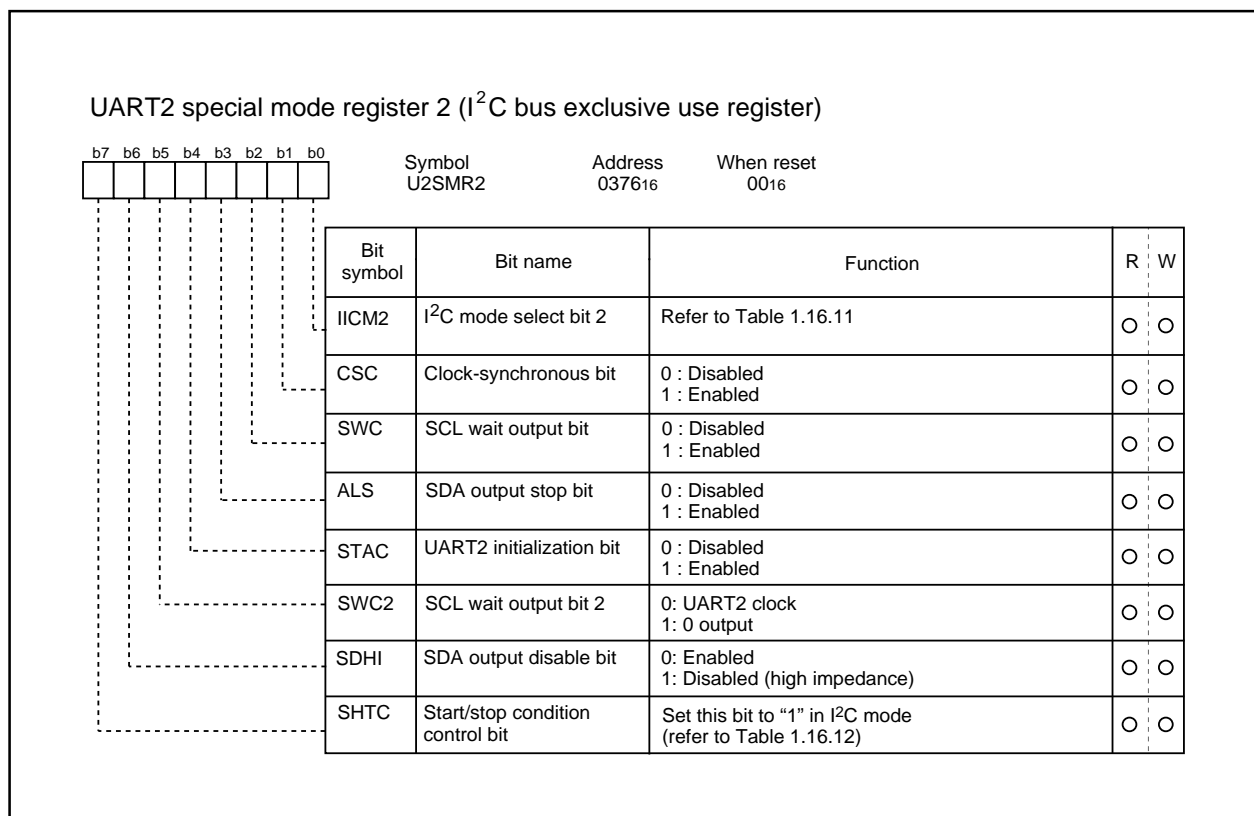 UART2 special mode register 2 (I2C bus exclusive use register)
b7 b6 b5 b4 b3 b2 b1 b0
Symbol Address When reset
U2SMR2 037616 0016
Bit symbol Bit name Function R W
IICM2 I2C mode select bit 2 Refer to Table 1.16.11
CSC Clock-synchronous bit 0 : Disabled
1 : Enabled
SWC SCL wait output bit 0 : Disabled
1 : Enabled
ALS SDA output stop bit 0 : Disabled
1 : Enabled
STAC UART2 initialization bit 0 : Disabled
1 : Enabled
SWC2 SCL wait output bit 2 0: UART2 clock
1: 0 output
SDHI SDA output disable bit 0: Enabled
1: Disabled (high impedance)
SHTC Start/stop condition control bit Set this bit to “1” in I2C mode
(refer to Table 1.16.12)